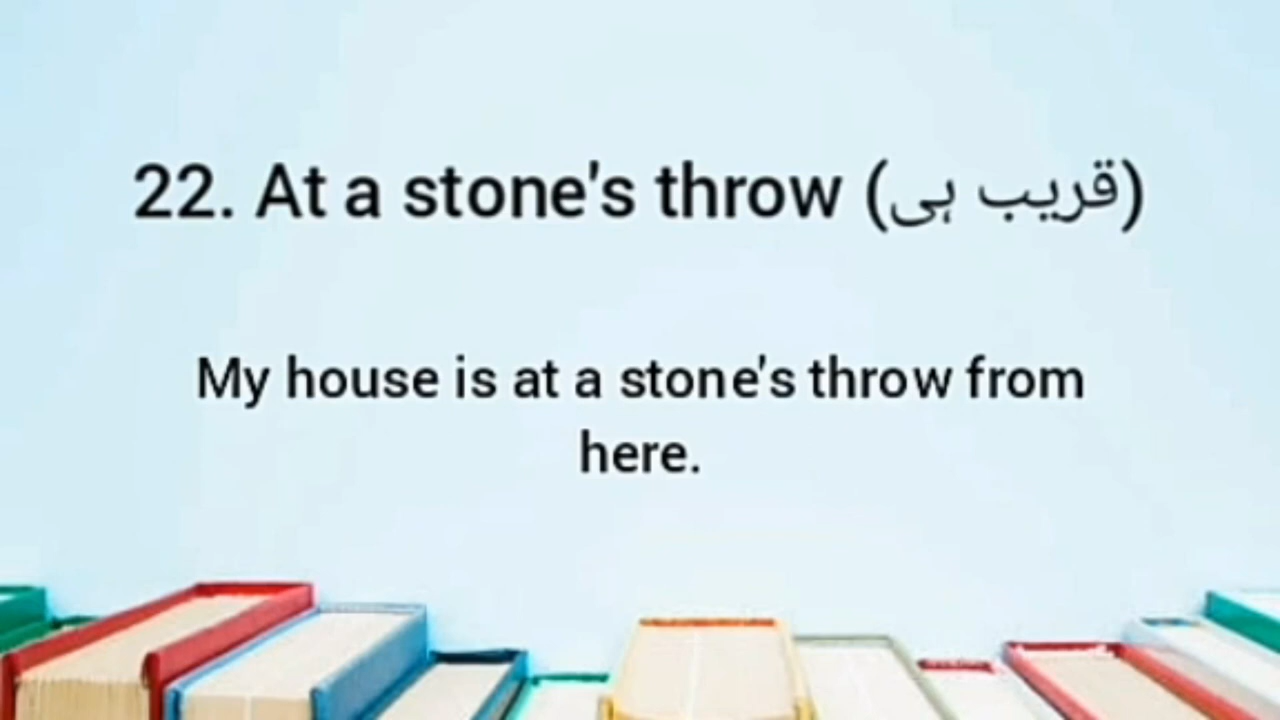 22. At a stone's throw (قریب ہی)
My house is at a stone's throw from
here.